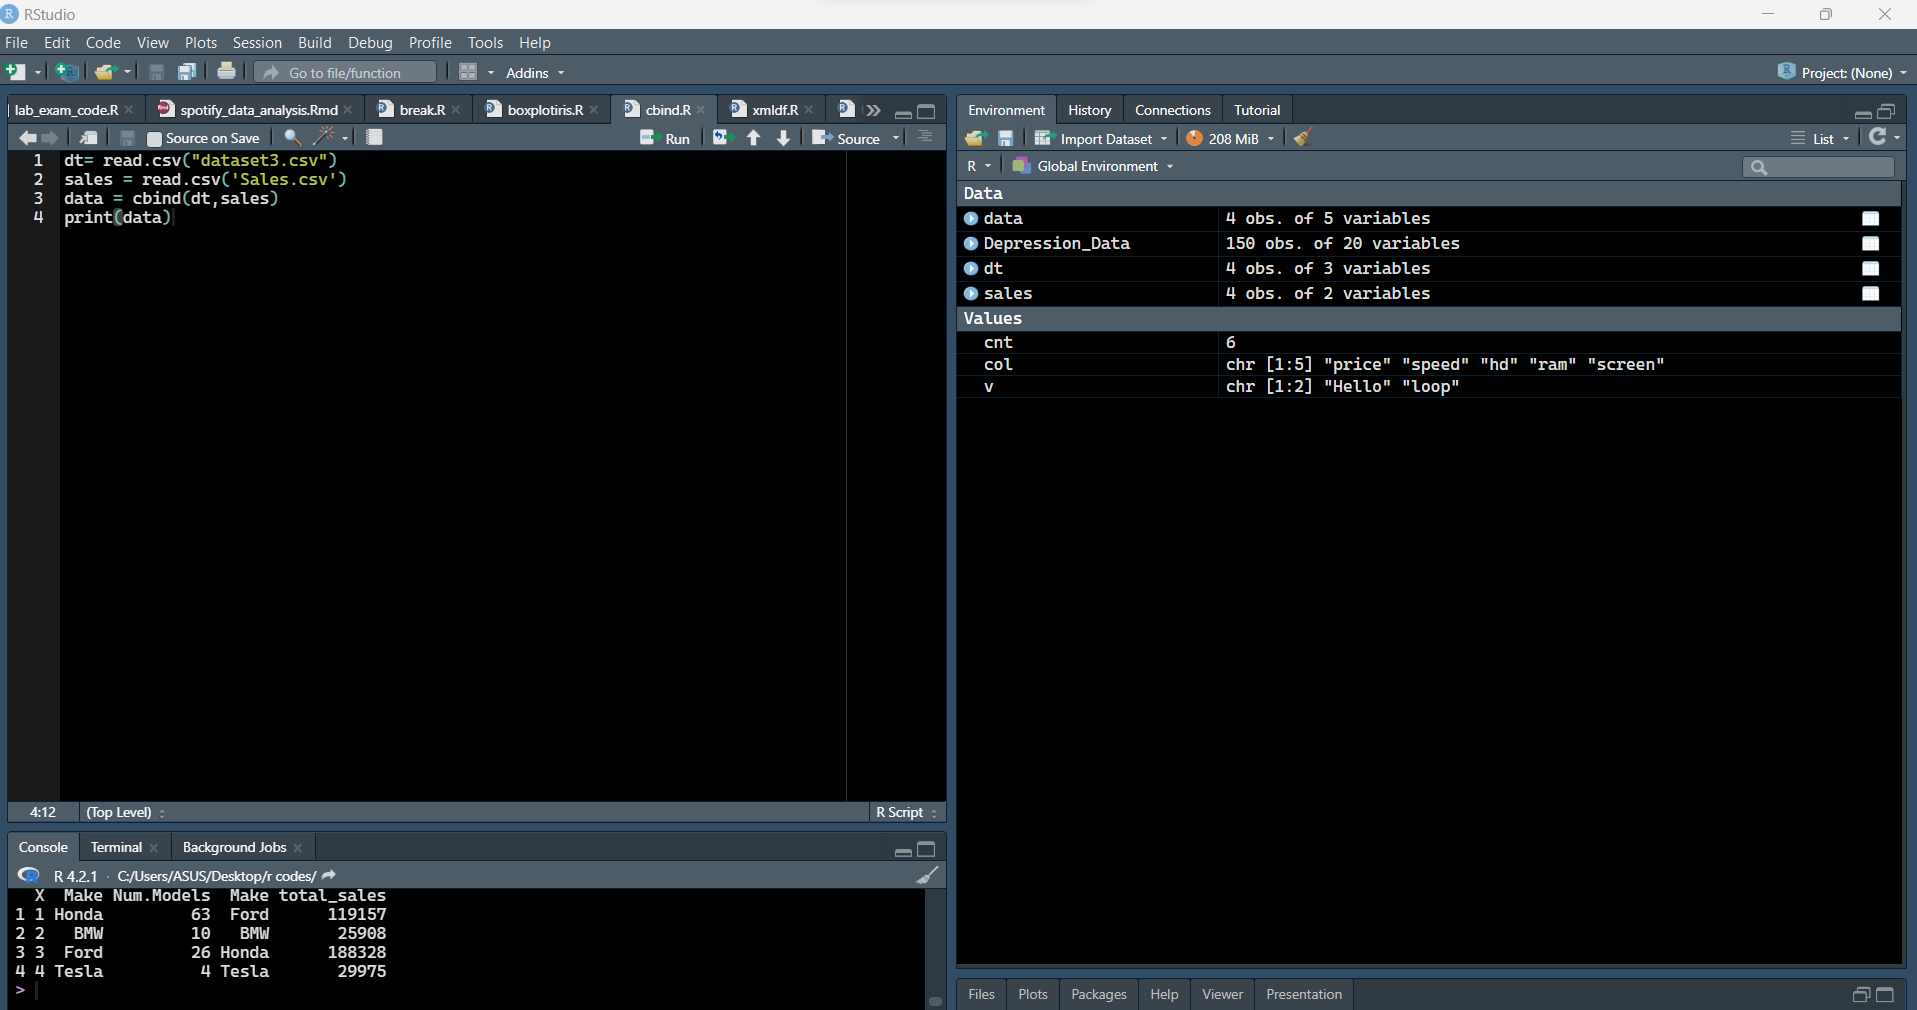 RStudio
File Edit Code View Plots Session Build Debug Profile Tools Help
Go to file/function Addins Project: (None)
lab_exam_code.R spotify_data_analysis.Rmd break.R boxplotiris.R cbind.R xmldf.R
Source on Save Run Source
1 dt= read.csv("dataset3.csv")
2 sales = read.csv('Sales.csv')
3 data = cbind(dt,sales)
4 print(data)
4:12 (Top Level) R Script
Console Terminal Background Jobs
R 4.2.1 · C:/Users/ASUS/Desktop/r codes/
X Make Num.Models Make total_sales
1 1 Honda 63 Ford 119157
2 2 BMW 10 BMW 25908
3 3 Ford 26 Honda 188328
4 4 Tesla 4 Tesla 29975
>
Environment History Connections Tutorial
Import Dataset 208 MiB List
R Global Environment
Data
data 4 obs. of 5 variables
Depression_Data 150 obs. of 20 variables
dt 4 obs. of 3 variables
sales 4 obs. of 2 variables
Values
cnt 6
col chr [1:5] "price" "speed" "hd" "ram" "screen"
v chr [1:2] "Hello" "loop"
Files Plots Packages Help Viewer Presentation